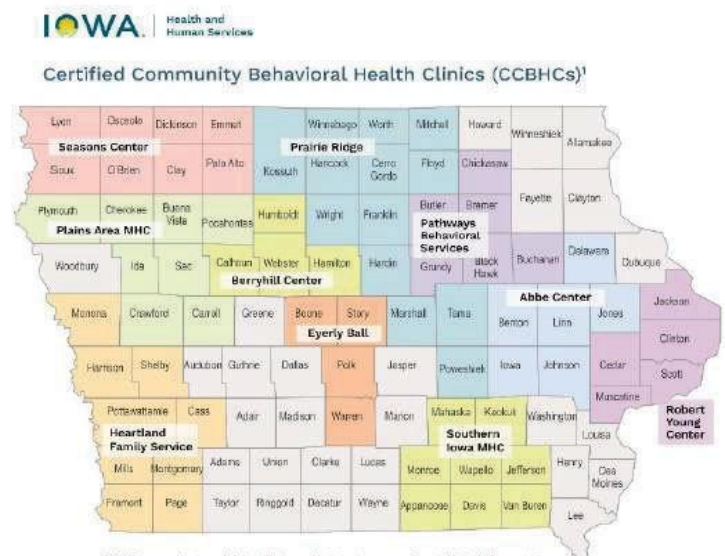 IOWA
Health and
Human Services
Certified Community Behavioral Health Clinics (CCBHCs)¹
Lyon Osceola Dickinson Emmet Winnebago Worth Mitchell Howard Winneshiek Allamakee
Seasons Center Prairie Ridge
Sioux O'Brien Clay Palo Alto Kossuth Hancock Cerro Gordo Floyd Chickasaw
Plymouth Cherokee Buena Vista Pocahontas Humboldt Wright Franklin Butler Bremer Fayette Clayton
Plains Area MHC Pathways Behavioral Services
Woodbury Ida Sac Calhoun Webster Hamilton Hardin Grundy Black Hawk Buchanan Delaware Dubuque
Berryhill Center
Monona Crawford Carroll Greene Boone Story Marshall Tama Benton Linn Jones Jackson
Eyerly Ball Abbe Center
Clinton
Harrison Shelby Audubon Guthrie Dallas Polk Jasper Poweshiek Iowa Johnson Cedar Scott
Muscatine
Pottawattamie Cass Adair Madison Warren Marion Mahaska Keokuk Washington Louisa
Heartland Family Service Southern Iowa MHC Robert Young Center
Mills Montgomery Adams Union Clarke Lucas Monroe Wapello Jefferson Henry Des Moines
Fremont Page Taylor Ringgold Decatur Wayne Appanoose Davis Van Buren Lee